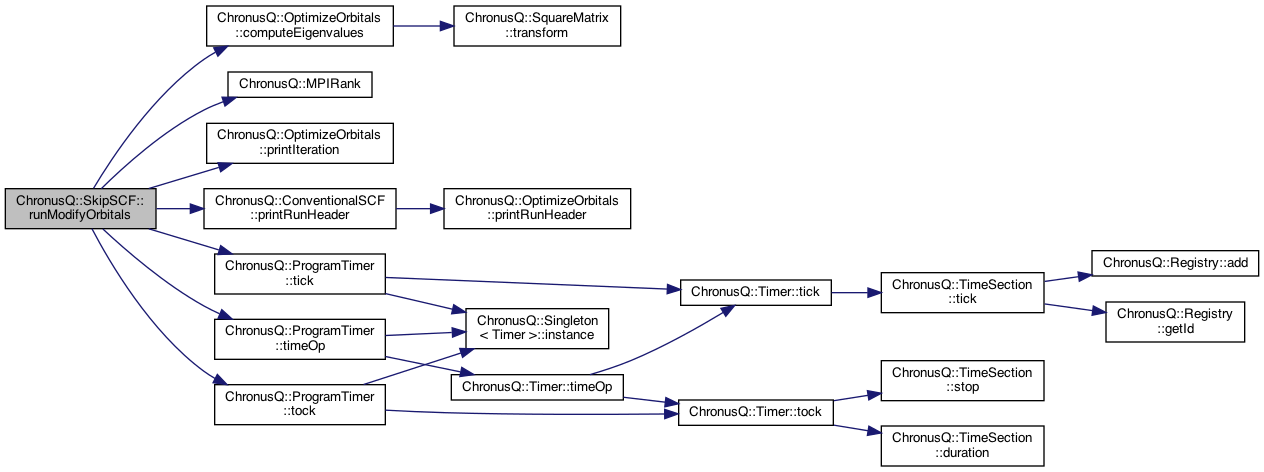 ChronusQ::SkipSCF::
runModifyOrbitals
ChronusQ::OptimizeOrbitals
::computeEigenvalues
ChronusQ::SquareMatrix
::transform
ChronusQ::MPIRank
ChronusQ::OptimizeOrbitals
::printIteration
ChronusQ::ConventionalSCF
::printRunHeader
ChronusQ::OptimizeOrbitals
::printRunHeader
ChronusQ::ProgramTimer
::tick
ChronusQ::ProgramTimer
::timeOp
ChronusQ::ProgramTimer
::tock
ChronusQ::Singleton
< Timer >::instance
ChronusQ::Timer::timeOp
ChronusQ::Timer::tick
ChronusQ::Timer::tock
ChronusQ::TimeSection
::tick
ChronusQ::Registry::add
ChronusQ::Registry
::getId
ChronusQ::TimeSection
::stop
ChronusQ::TimeSection
::duration